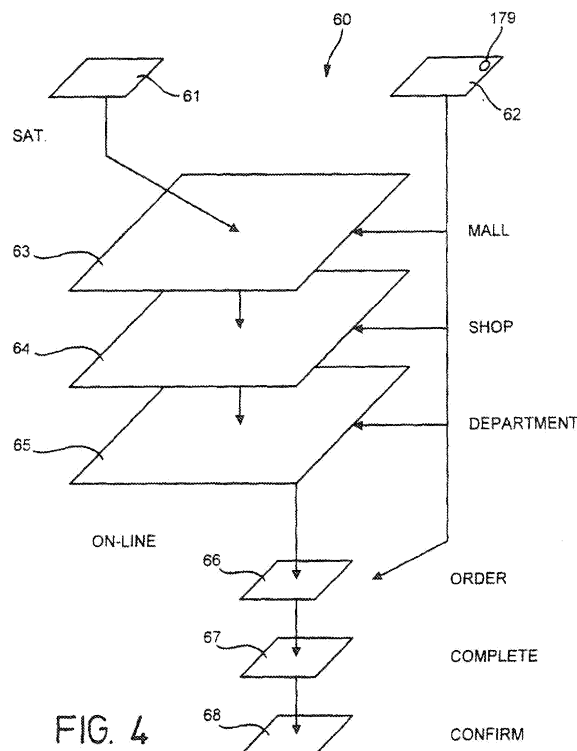 60
179
61
62
SAT.
63
MALL
64
SHOP
65
DEPARTMENT
ON-LINE
66
ORDER
67
COMPLETE
FIG. 4
68
CONFIRM